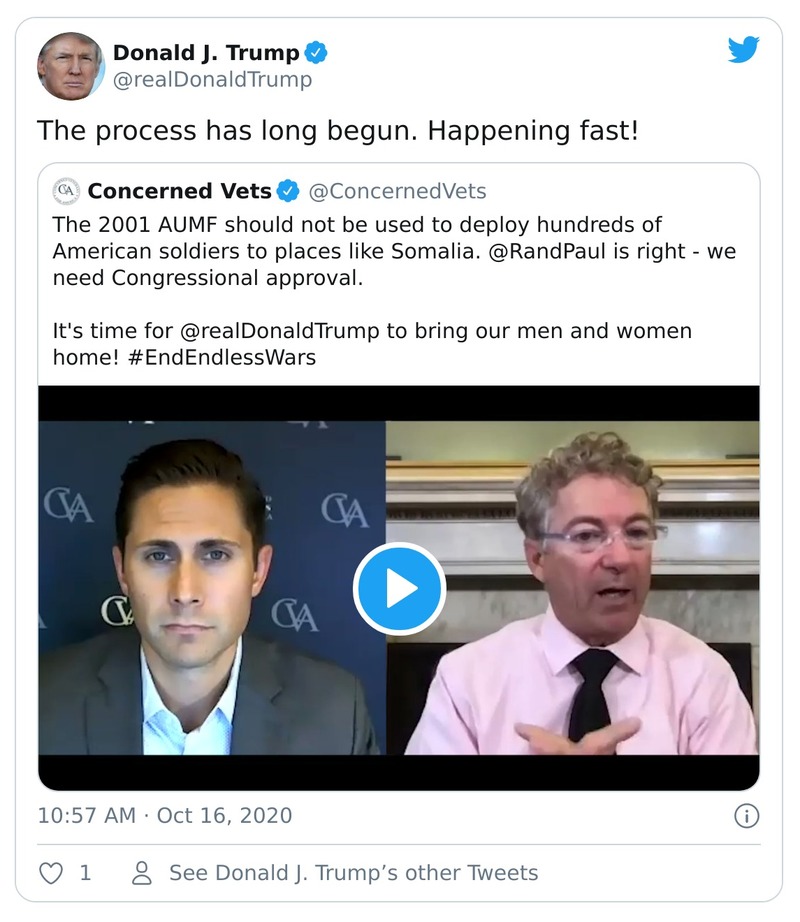 Donald J. Trump
@realDonaldTrump
The process has long begun. Happening fast!
CA
Concerned Vets @ConcernedVets
The 2001 AUMF should not be used to deploy hundreds of
American soldiers to places like Somalia. @RandPaul is right - we
need Congressional approval.
It's time for @realDonaldTrump to bring our men and women
home! #EndEndlessWars
CVA
CVA
CVA
10:57 AM · Oct 16, 2020
1
See Donald J. Trump’s other Tweets